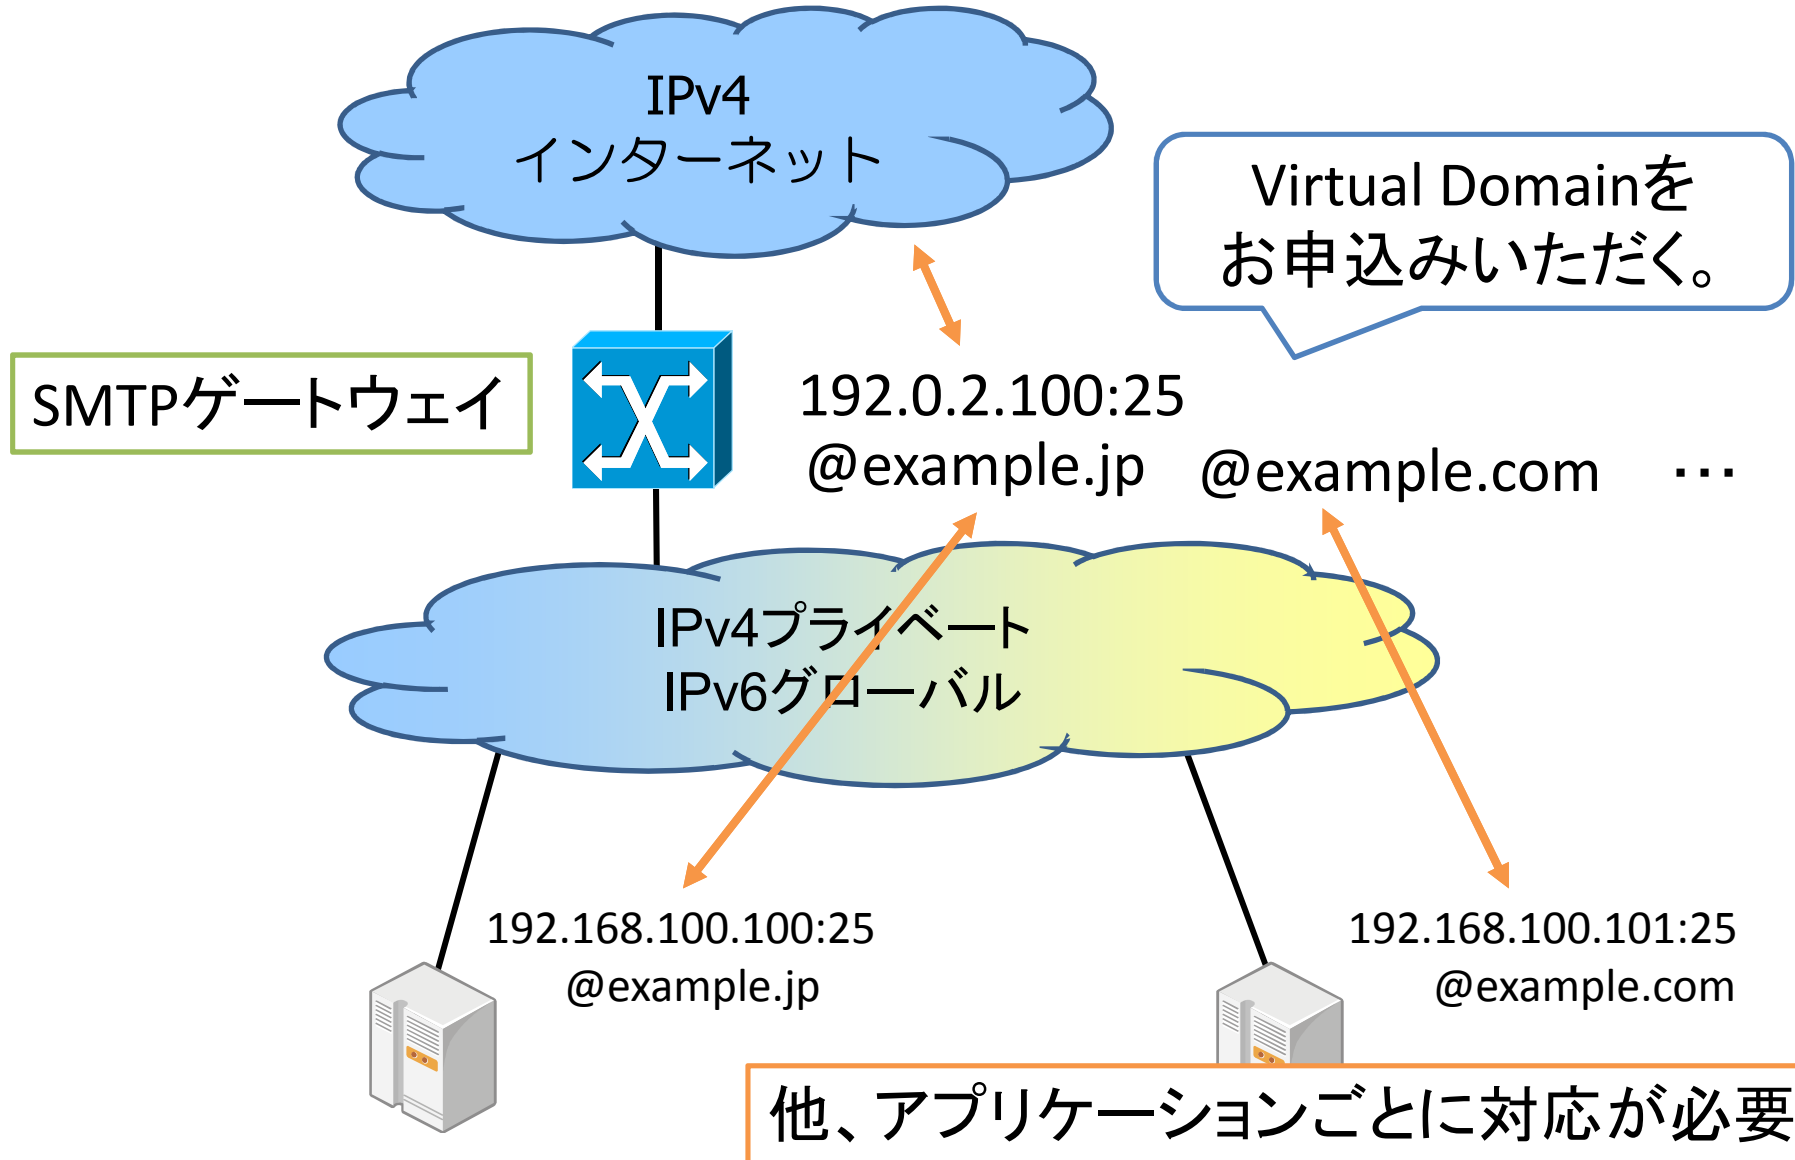 IPv4
インターネット
Virtual Domainを
お申込みいただく。
SMTPゲートウェイ
192.0.2.100:25
@example.jp
@example.com ･･･
IPv4プライベート
IPv6グローバル
192.168.100.100:25
@example.jp
192.168.100.101:25
@example.com
他、アプリケーションごとに対応が必要